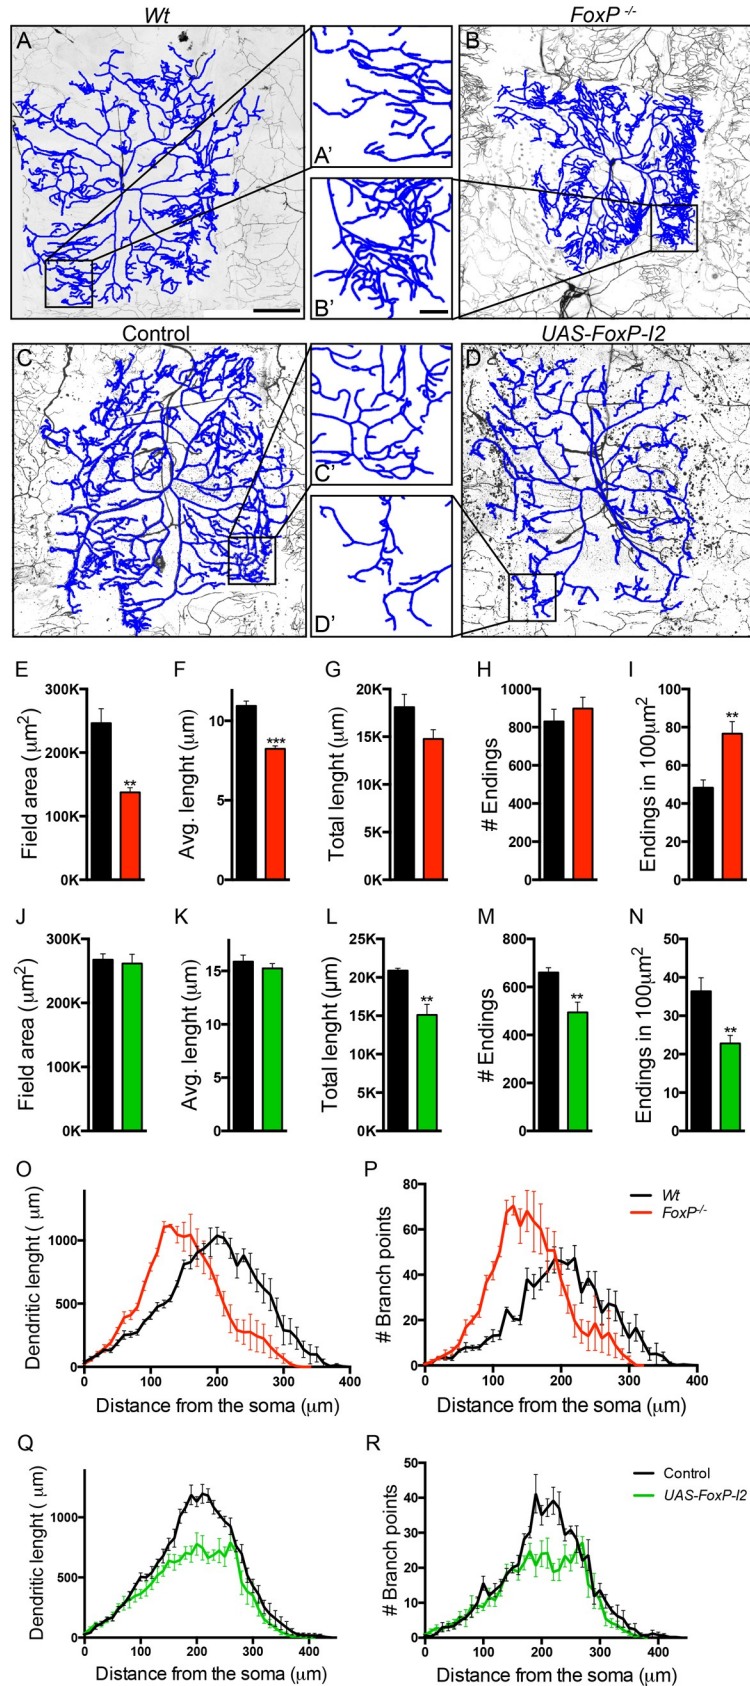 Wt
FoxP -/-
A
A'
B
B'
Control
UAS-FoxP-I2
C
C'
D
D'
E
Field area (μm2)
300K
200K
100K
0K
**
F
Avg. lenght (μm)
10
5
0
***
G
Total lenght (μm)
20K
15K
10K
5K
0K
H
# Endings
1000
800
600
400
200
0
I
Endings in 100μm2
100
80
60
40
20
0
**
J
Field area (μm2)
300K
200K
100K
0K
K
Avg. lenght (μm)
15
10
5
0
L
Total lenght (μm)
25K
20K
15K
10K
5K
0K
**
M
# Endings
800
600
400
200
0
**
N
Endings in 100μm2
50
40
30
20
10
0
**
O
Dendritic lenght ( μm)
1000
500
0
0 100 200 300 400
Distance from the soma (μm)
P
# Branch points
80
60
40
20
0
0 100 200 300 400
Distance from the soma (μm)
Wt
FoxP-/-
Q
Dendritic lenght ( μm)
1000
500
0
0 100 200 300 400
Distance from the soma (μm)
R
# Branch points
50
40
30
20
10
0
0 100 200 300 400
Distance from the soma (μm)
Control
UAS-FoxP-I2